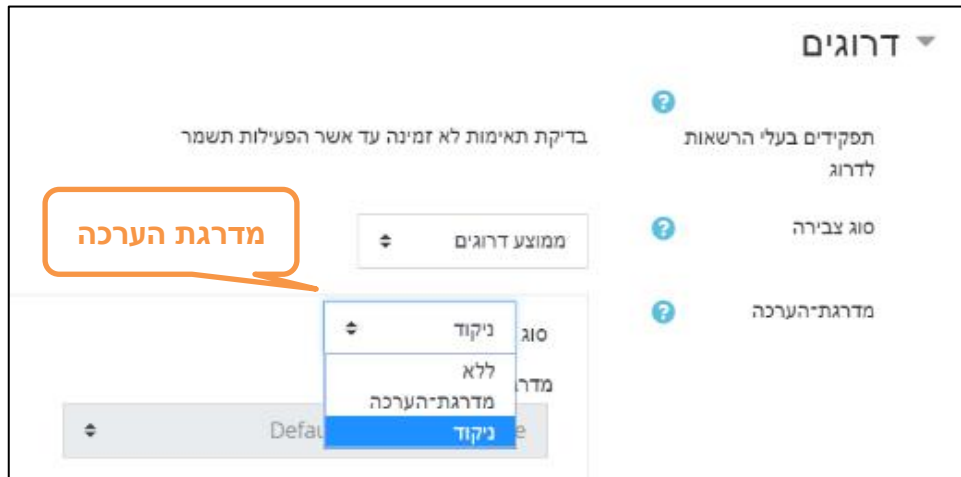 דרוגים
תפקידים בעלי הרשאות
לדרוג
בדיקת תאימות לא זמינה עד אשר הפעילות תשמר
סוג צבירה
ממוצע דרוגים
מדרגת הערכה
מדרגת־הערכה
סוג
ניקוד
ללא
מדרגת־הערכה
ניקוד